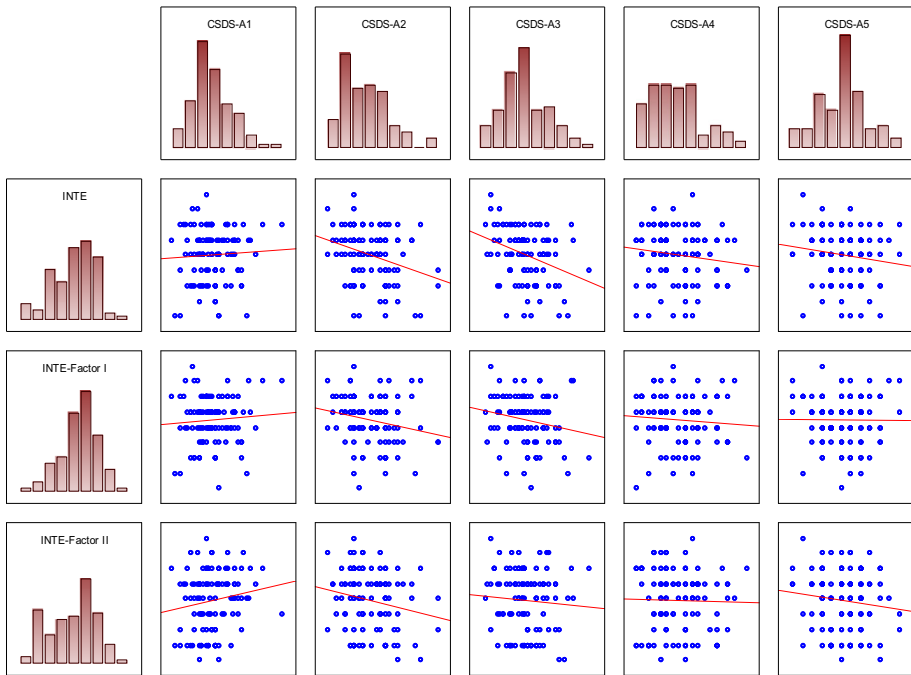 CSDS-A1
CSDS-A2
CSDS-A3
CSDS-A4
CSDS-A5
INTE
INTE-Factor I
INTE-Factor II